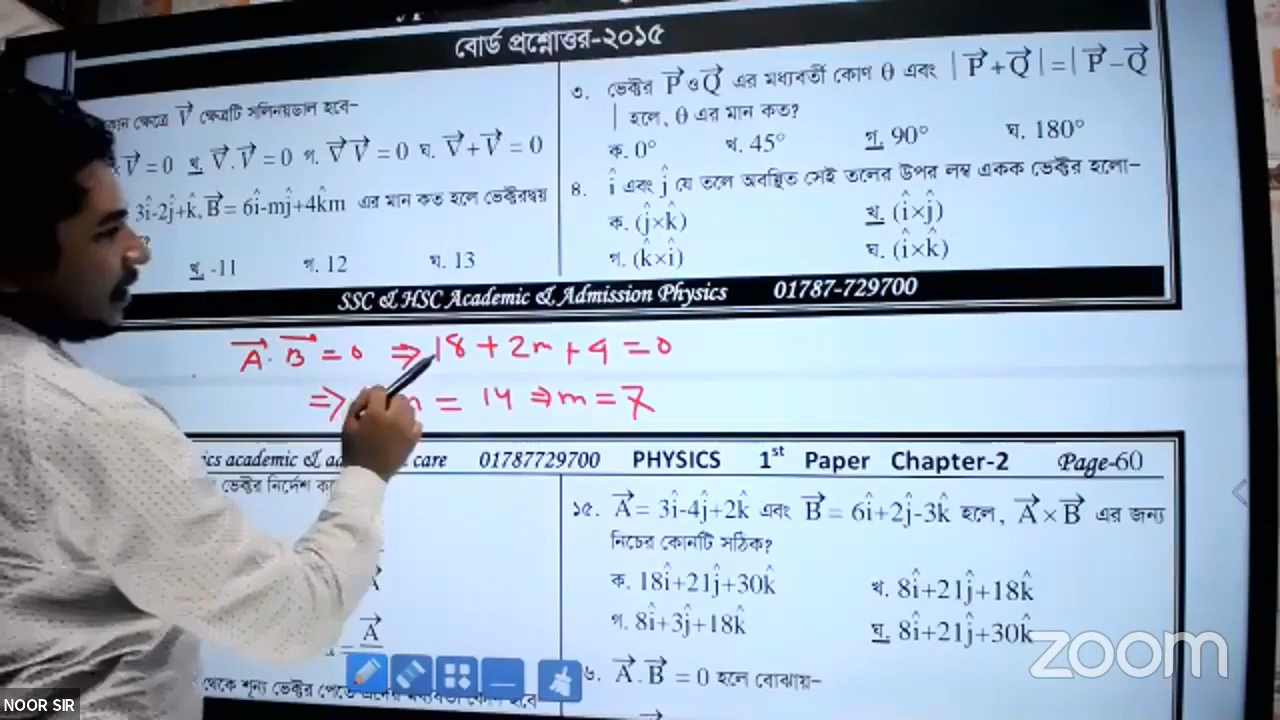 বোর্ড প্রশ্নোত্তর-২০১৫
কোন ক্ষেত্রে V⃗ ক্ষেত্রটি সলিনয়ডাল হবে–
V⃗ = 0 খ. ∇⃗.V⃗ = 0 গ. ∇⃗V⃗ = 0 ঘ. ∇⃗+V⃗ = 0
3î-2ĵ+k̂, B⃗ = 6î-mĵ+4k̂m এর মান কত হলে ভেক্টরদ্বয়
?
খ. -11 গ. 12 ঘ. 13
৩. ভেক্টর P⃗ ও Q⃗ এর মধ্যবর্তী কোণ θ এবং | P⃗ + Q⃗ | = | P⃗ – Q⃗
| হলে, θ এর মান কত?
ক. 0° খ. 45° গ. 90° ঘ. 180°
৪. î এবং ĵ যে তলে অবস্থিত সেই তলের উপর লম্ব একক ভেক্টর হলো–
ক. (ĵ×k̂) খ. (î×ĵ)
গ. (k̂×î) ঘ. (î×k̂)
SSC & HSC Academic & Admission Physics 01787-729700
A⃗. B⃗ = 0 ⇒ 18 + 2m + 4 = 0
⇒ = 14 ⇒ m = 7
care 01787729700 PHYSICS 1st Paper Chapter-2 Page-60
ভেক্টর নির্দেশ
A⃗
থেকে শূন্য ভেক্টর পেতে
হবে
১৫. A⃗ = 3î-4ĵ+2k̂ এবং B⃗ = 6î+2ĵ-3k̂ হলে, A⃗ × B⃗ এর জন্য
নিচের কোনটি সঠিক?
ক. 18î+21ĵ+30k̂ খ. 8î+21ĵ+18k̂
গ. 8î+3ĵ+18k̂ ঘ. 8î+21ĵ+30k̂
৬. A⃗ . B⃗ = 0 হলে বোঝায়–
zoom
NOOR SIR